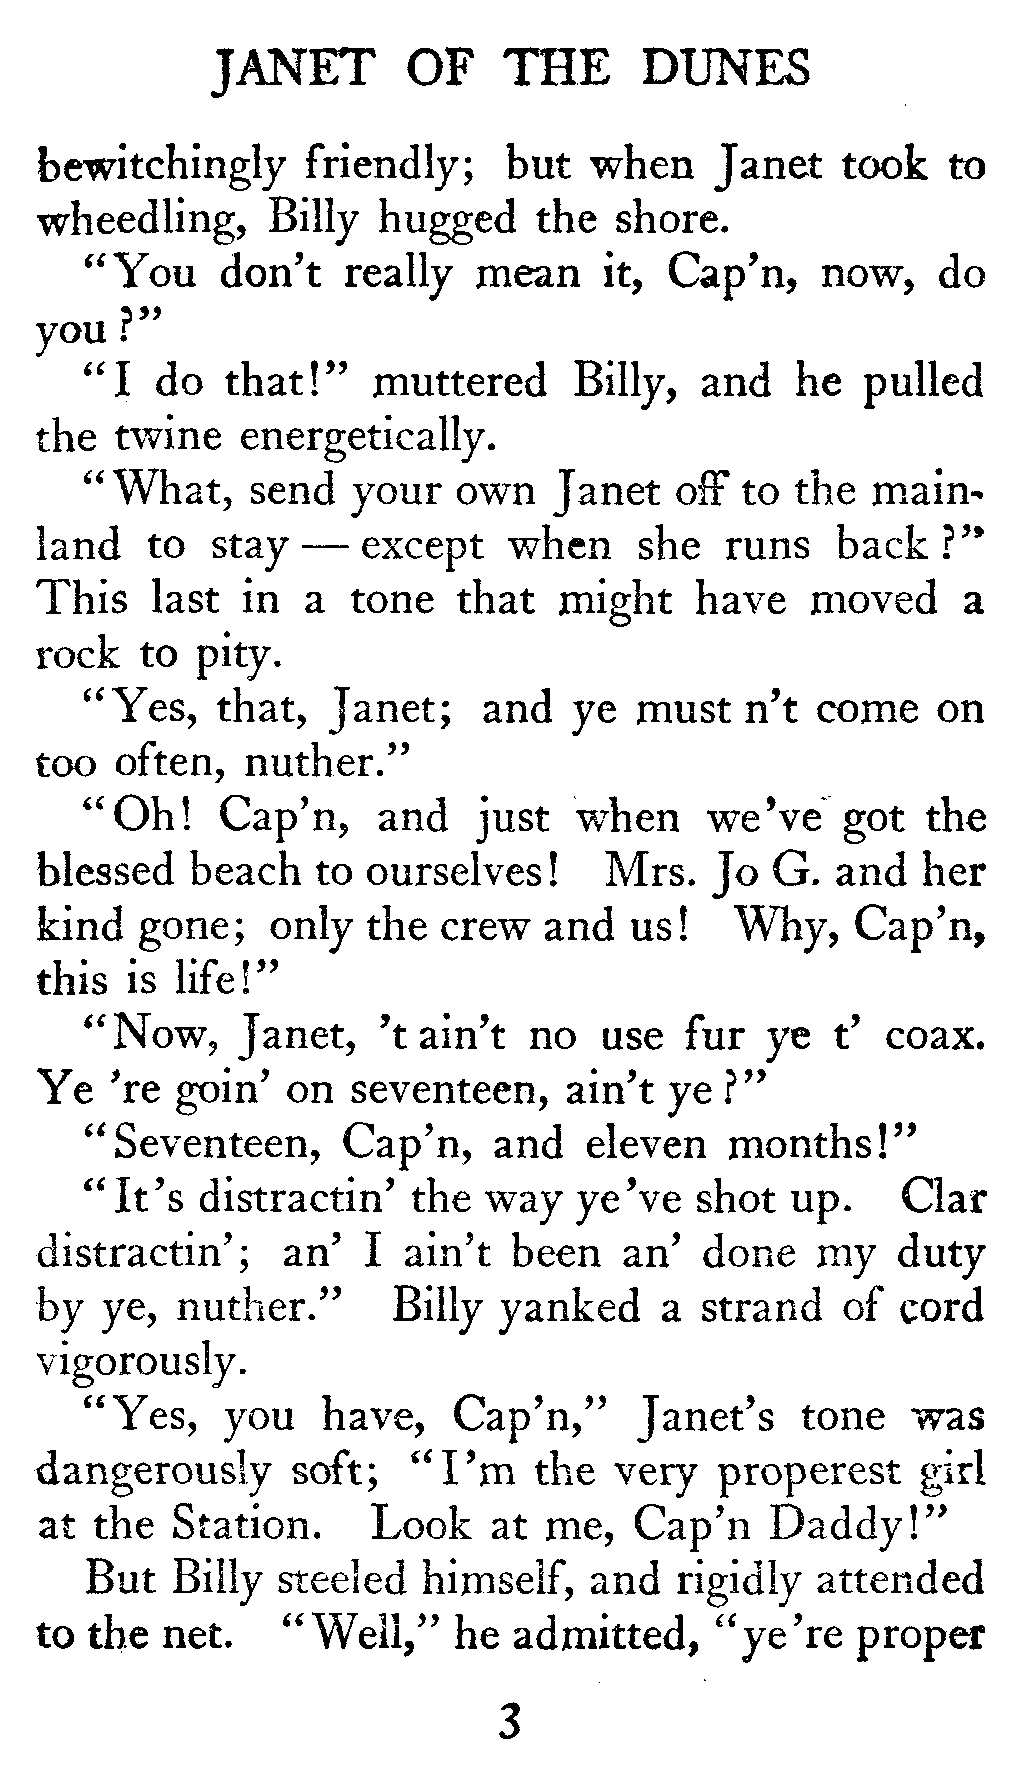 JANET OF THE DUNES
bewitchingly friendly; but when Janet took to
wheedling, Billy hugged the shore.
"You don't really mean it, Cap'n, now, do
you?"
"I do that!" muttered Billy, and he pulled
the twine energetically.
"What, send your own Janet off to the main-
land to stay — except when she runs back?"
This last in a tone that might have moved a
rock to pity.
"Yes, that, Janet; and ye must n't come on
too often, nuther."
"Oh! Cap'n, and just when we've got the
blessed beach to ourselves! Mrs. Jo G. and her
kind gone; only the crew and us! Why, Cap'n,
this is life!"
"Now, Janet, 't ain't no use fur ye t' coax.
Ye 're goin' on seventeen, ain't ye?"
"Seventeen, Cap'n, and eleven months!"
"It's distractin' the way ye've shot up. Clar
distractin'; an' I ain't been an' done my duty
by ye, nuther." Billy yanked a strand of cord
vigorously.
"Yes, you have, Cap'n," Janet's tone was
dangerously soft; "I'm the very properest girl
at the Station. Look at me, Cap'n Daddy!"
But Billy steeled himself, and rigidly attended
to the net. "Well," he admitted, "ye're proper
3